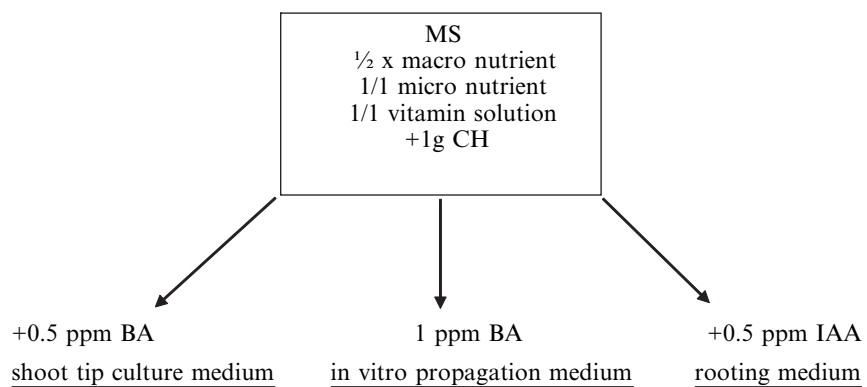 MS
½ x macro nutrient
1/1 micro nutrient
1/1 vitamin solution
+1g CH
+0.5 ppm BA
shoot tip culture medium
1 ppm BA
in vitro propagation medium
+0.5 ppm IAA
rooting medium